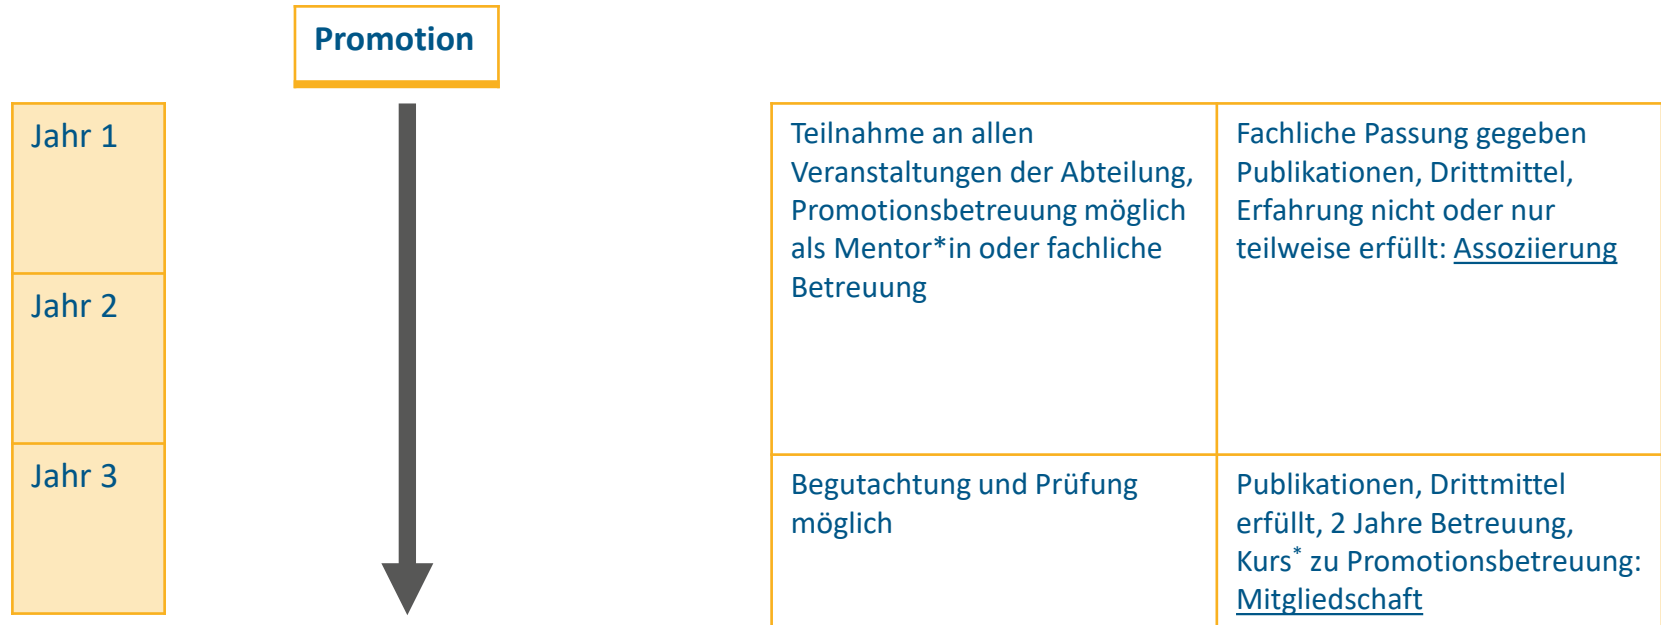 Promotion
Jahr 1
Teilnahme an allen
Veranstaltungen der Abteilung,
Promotionsbetreuung möglich
als Mentor*in oder fachliche
Betreuung
Fachliche Passung gegeben
Publikationen, Drittmittel,
Erfahrung nicht oder nur
teilweise erfüllt: Assoziierung
Jahr 2
Jahr 3
Begutachtung und Prüfung
möglich
Publikationen, Drittmittel
erfüllt, 2 Jahre Betreuung,
Kurs* zu Promotionsbetreuung:
Mitgliedschaft